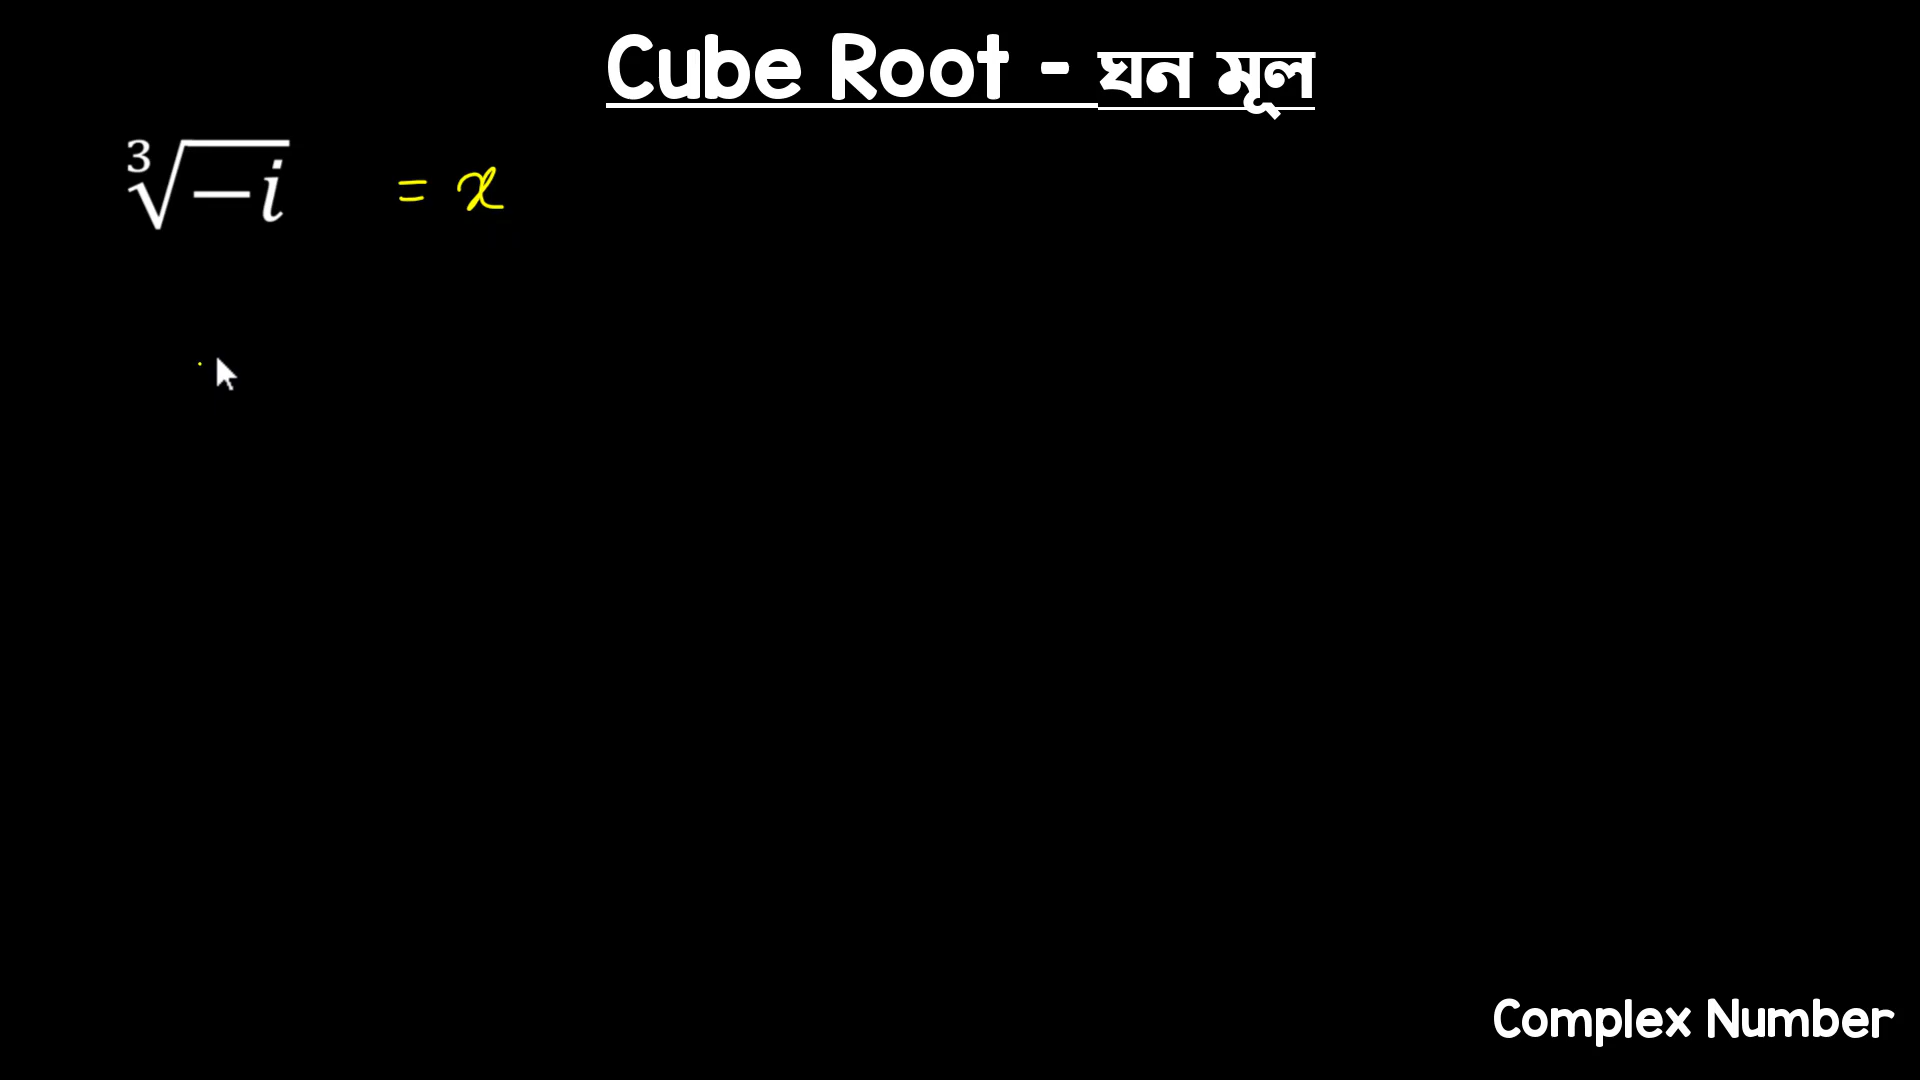 Cube Root - ঘন মূল
∛−i = x
Complex Number